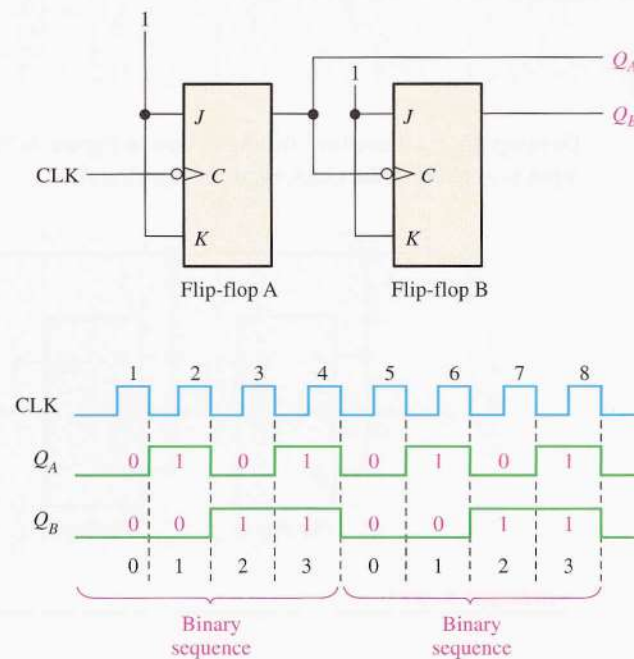 1
Q_A
1
Q_B
J
J
CLK
C
C
K
K
Flip-flop A
Flip-flop B
1 2 3 4 5 6 7 8
CLK
Q_A 0 1 0 1 0 1 0 1
Q_B 0 0 1 1 0 0 1 1
0 1 2 3 0 1 2 3
Binary
sequence
Binary
sequence